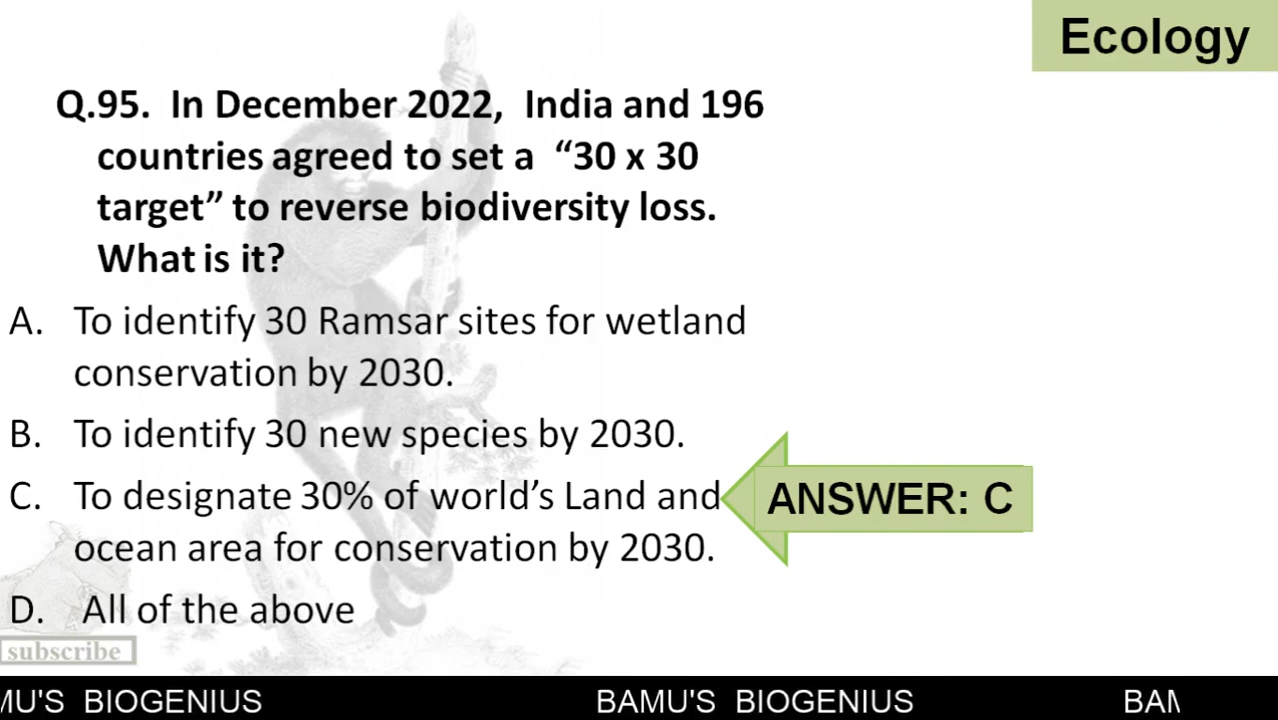 Ecology
Q.95. In December 2022, India and 196
countries agreed to set a “30 x 30
target” to reverse biodiversity loss.
What is it?
A. To identify 30 Ramsar sites for wetland
conservation by 2030.
B. To identify 30 new species by 2030.
C. To designate 30% of world’s Land and
ocean area for conservation by 2030.
ANSWER: C
D. All of the above
subscribe
MU'S BIOGENIUS BAMU'S BIOGENIUS BAM